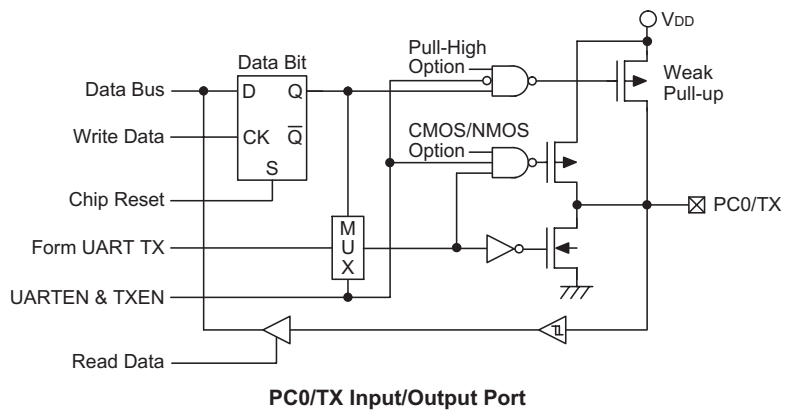 VDD
Pull-High
Option
Weak
Pull-up
Data Bit
Data Bus
D
Q
Write Data
CK
Q
CMOS/NMOS
Option
S
Chip Reset
PC0/TX
Form UART TX
M
U
X
UARTEN & TXEN
Read Data
PC0/TX Input/Output Port